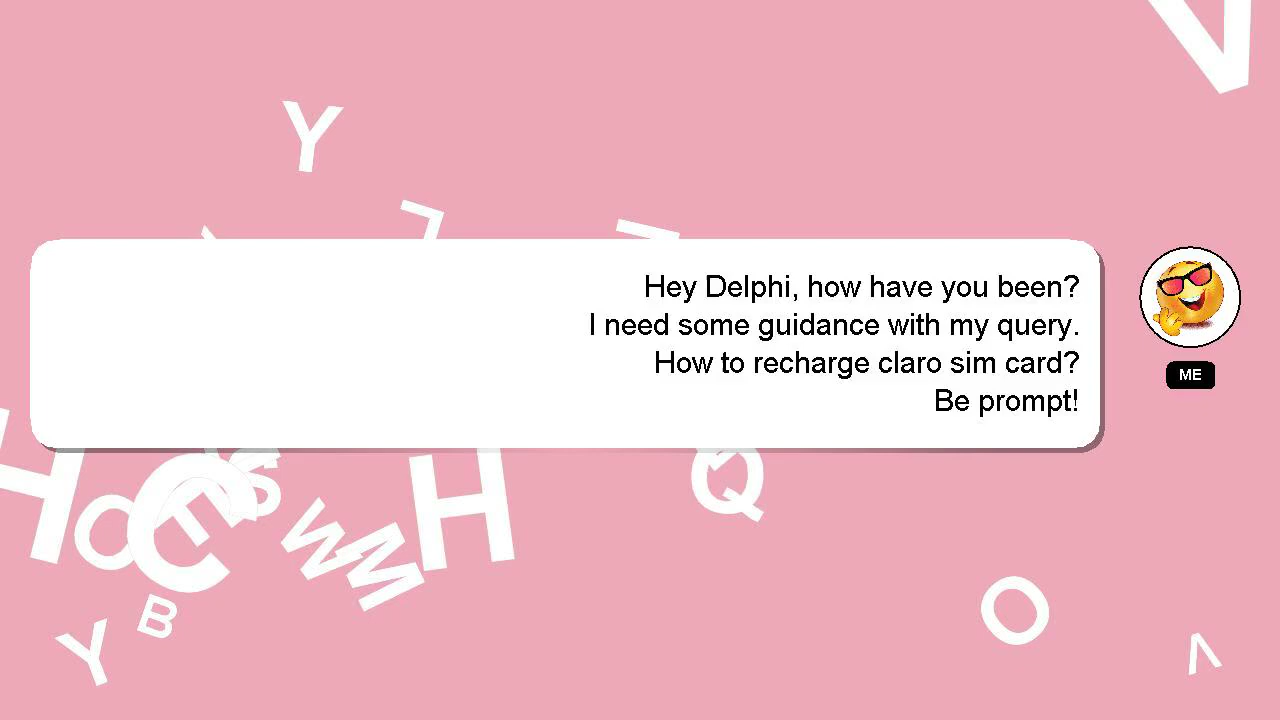 Hey Delphi, how have you been?
I need some guidance with my query.
How to recharge claro sim card?
Be prompt!
ME
V
Y
L
L
H
O
C
T
S
W
M
H
Q
B
Y
O
V